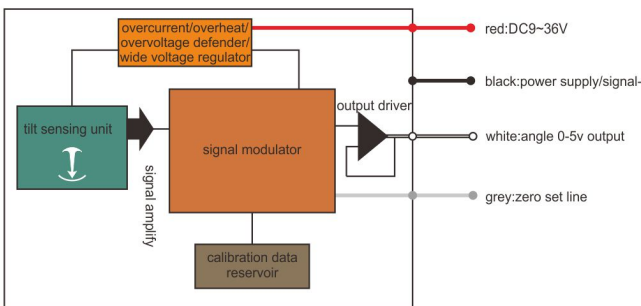 overcurrent/overheat/
overvoltage defender/
wide voltage regulator
red:DC9~36V
black:power supply/signal-
output driver
tilt sensing unit
signal modulator
white:angle 0-5v output
signal amplify
grey:zero set line
calibration data
reservoir